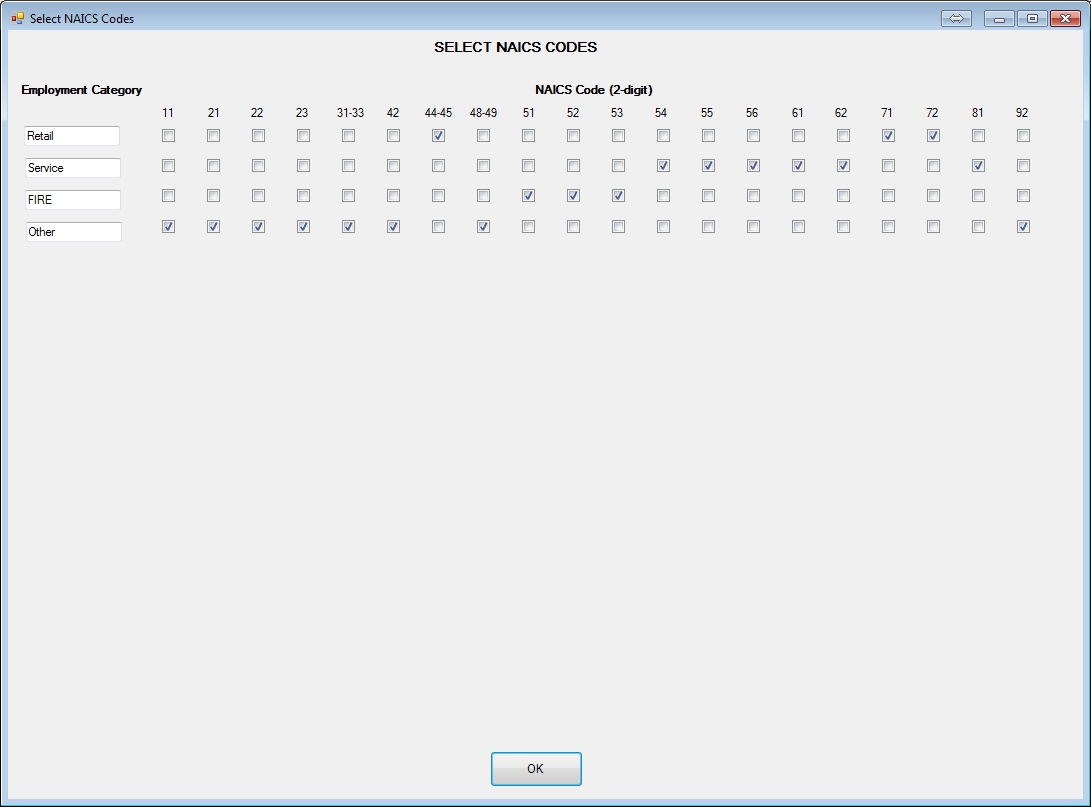 Select NAICS Codes
SELECT NAICS CODES
Employment Category NAICS Code (2-digit)
11 21 22 23 31-33 42 44-45 48-49 51 52 53 54 55 56 61 62 71 72 81 92
Retail
Service
FIRE
Other
OK